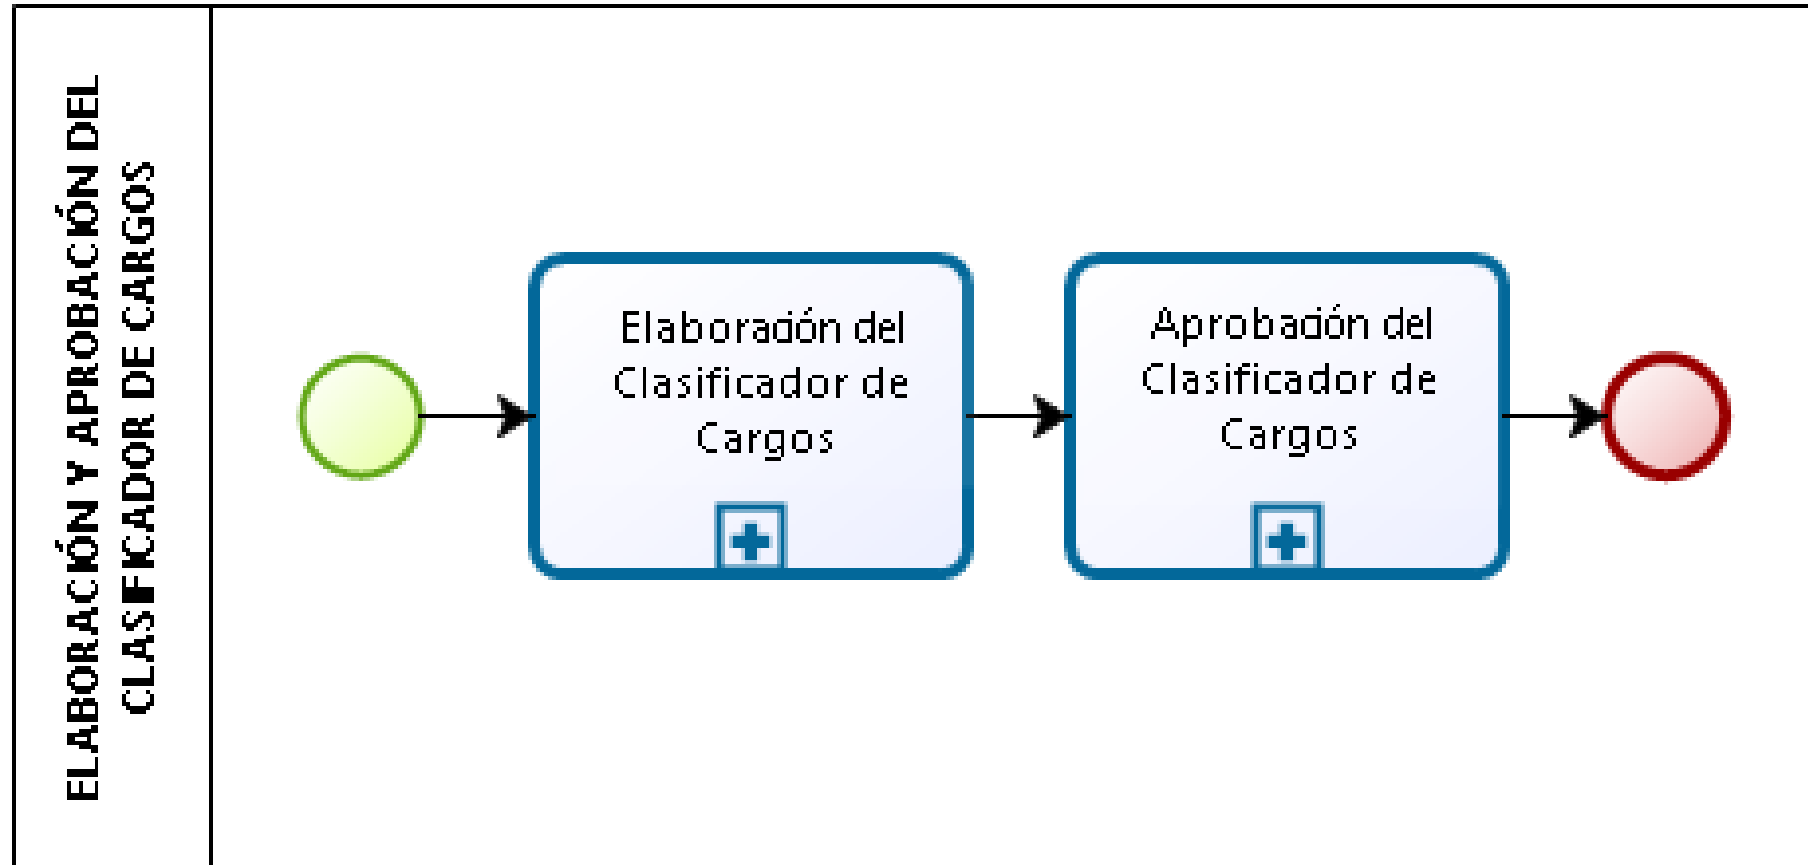 ELABORACIÓN Y APROBACIÓN DEL
CLASIFICADOR DE CARGOS
Elaboración del
Clasificador de
Cargos
Aprobación del
Clasificador de
Cargos